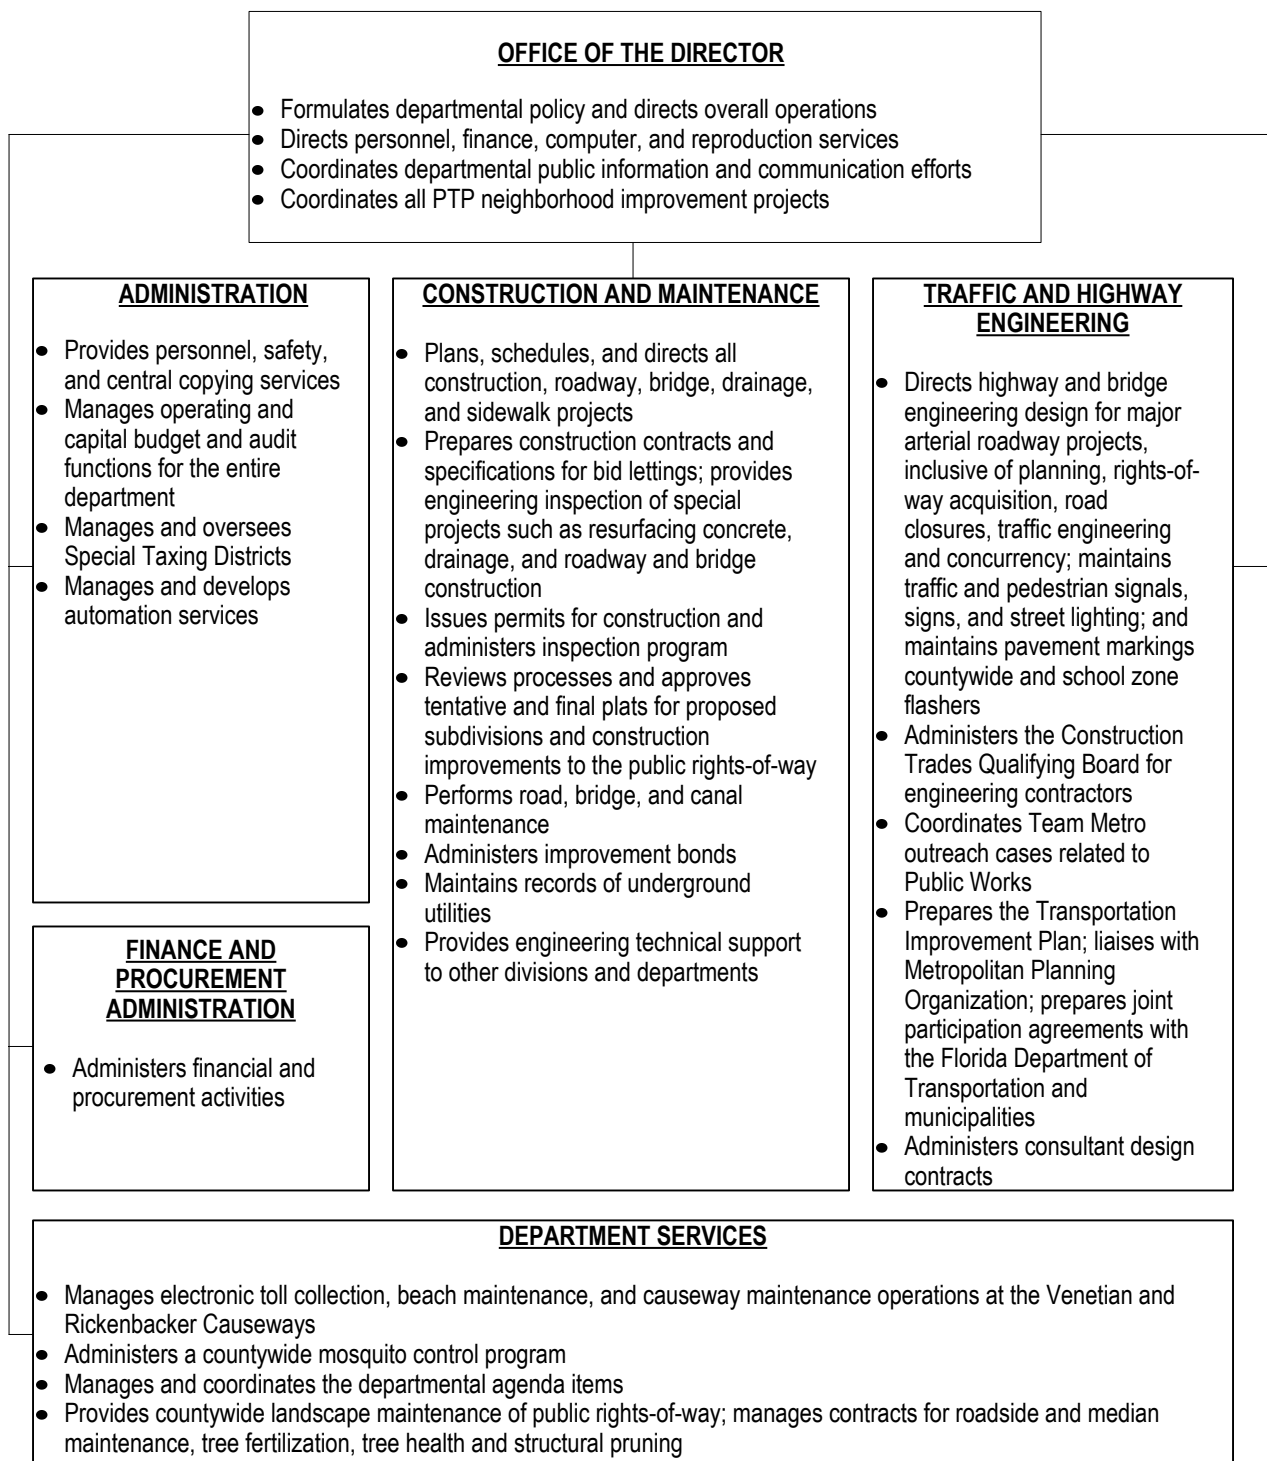 OFFICE OF THE DIRECTOR
● Formulates departmental policy and directs overall operations
● Directs personnel, finance, computer, and reproduction services
● Coordinates departmental public information and communication efforts
● Coordinates all PTP neighborhood improvement projects
ADMINISTRATION
● Provides personnel, safety,
and central copying services
● Manages operating and
capital budget and audit
functions for the entire
department
● Manages and oversees
Special Taxing Districts
● Manages and develops
automation services
FINANCE AND
PROCUREMENT
ADMINISTRATION
● Administers financial and
procurement activities
CONSTRUCTION AND MAINTENANCE
● Plans, schedules, and directs all
construction, roadway, bridge, drainage,
and sidewalk projects
● Prepares construction contracts and
specifications for bid lettings; provides
engineering inspection of special
projects such as resurfacing concrete,
drainage, and roadway and bridge
construction
● Issues permits for construction and
administers inspection program
● Reviews processes and approves
tentative and final plats for proposed
subdivisions and construction
improvements to the public rights-of-way
● Performs road, bridge, and canal
maintenance
● Administers improvement bonds
● Maintains records of underground
utilities
● Provides engineering technical support
to other divisions and departments
TRAFFIC AND HIGHWAY
ENGINEERING
● Directs highway and bridge
engineering design for major
arterial roadway projects,
inclusive of planning, rights-of-
way acquisition, road
closures, traffic engineering
and concurrency; maintains
traffic and pedestrian signals,
signs, and street lighting; and
maintains pavement markings
countywide and school zone
flashers
● Administers the Construction
Trades Qualifying Board for
engineering contractors
● Coordinates Team Metro
outreach cases related to
Public Works
● Prepares the Transportation
Improvement Plan; liaises with
Metropolitan Planning
Organization; prepares joint
participation agreements with
the Florida Department of
Transportation and
municipalities
● Administers consultant design
contracts
DEPARTMENT SERVICES
● Manages electronic toll collection, beach maintenance, and causeway maintenance operations at the Venetian and
Rickenbacker Causeways
● Administers a countywide mosquito control program
● Manages and coordinates the departmental agenda items
● Provides countywide landscape maintenance of public rights-of-way; manages contracts for roadside and median
maintenance, tree fertilization, tree health and structural pruning